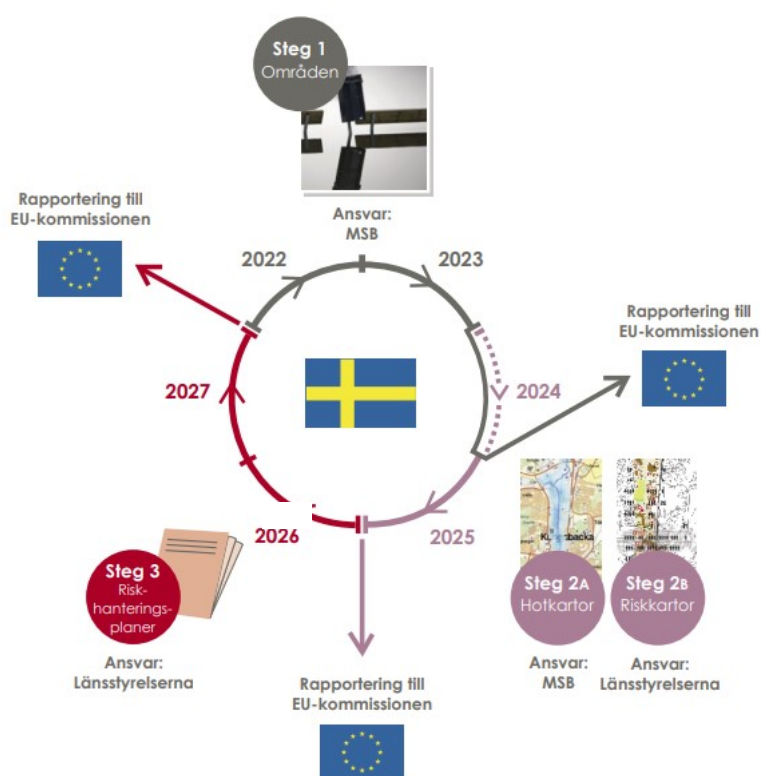 Steg 1
Områden
Ansvar:
MSB
Rapportering till
EU-kommissionen
2022
2023
Rapportering till
EU-kommissionen
2027
2024
2026
2025
Steg 3
Risk-
hanterings-
planer
Ansvar:
Länsstyrelserna
Steg 2A
Hotkartor
Ansvar:
MSB
Steg 2B
Riskkartor
Ansvar:
Länsstyrelserna
Rapportering till
EU-kommissionen